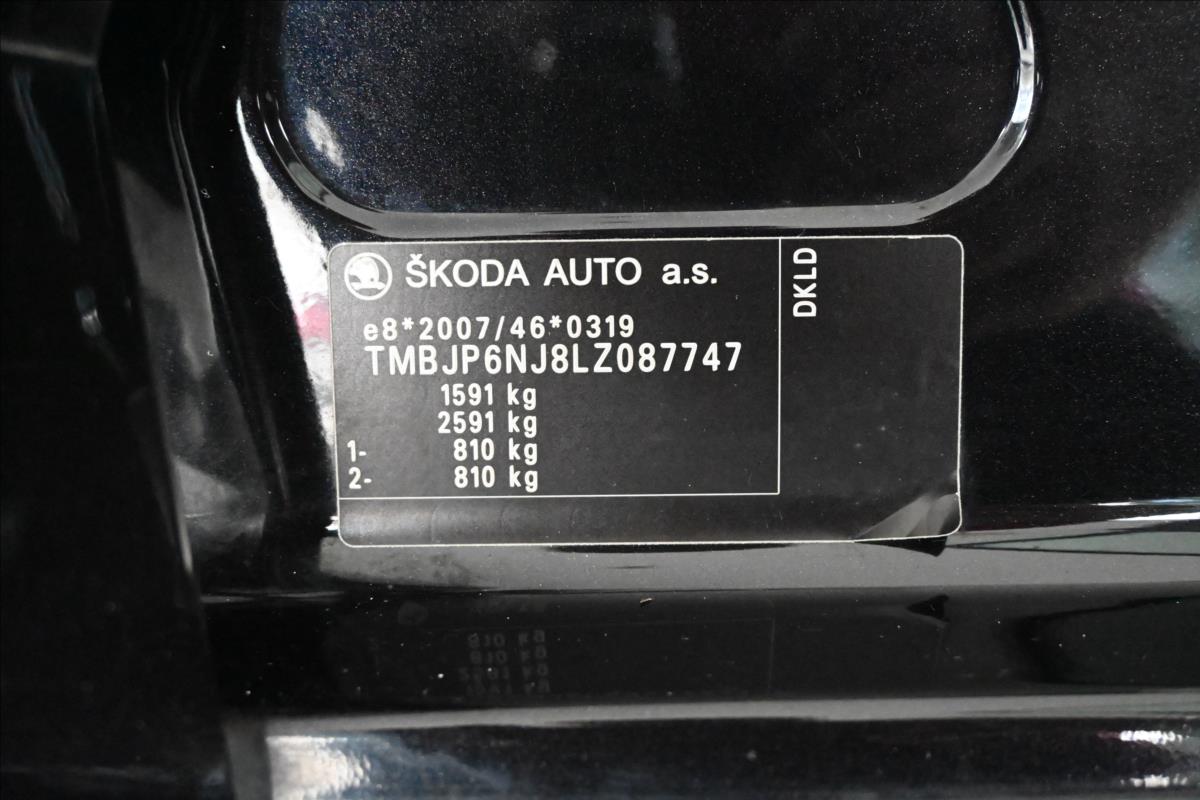 ŠKODA AUTO a.s.
e8*2007/46*0319
TMBJP6NJ8LZ087747
1591 kg
2591 kg
1- 810 kg
2- 810 kg
DKLD